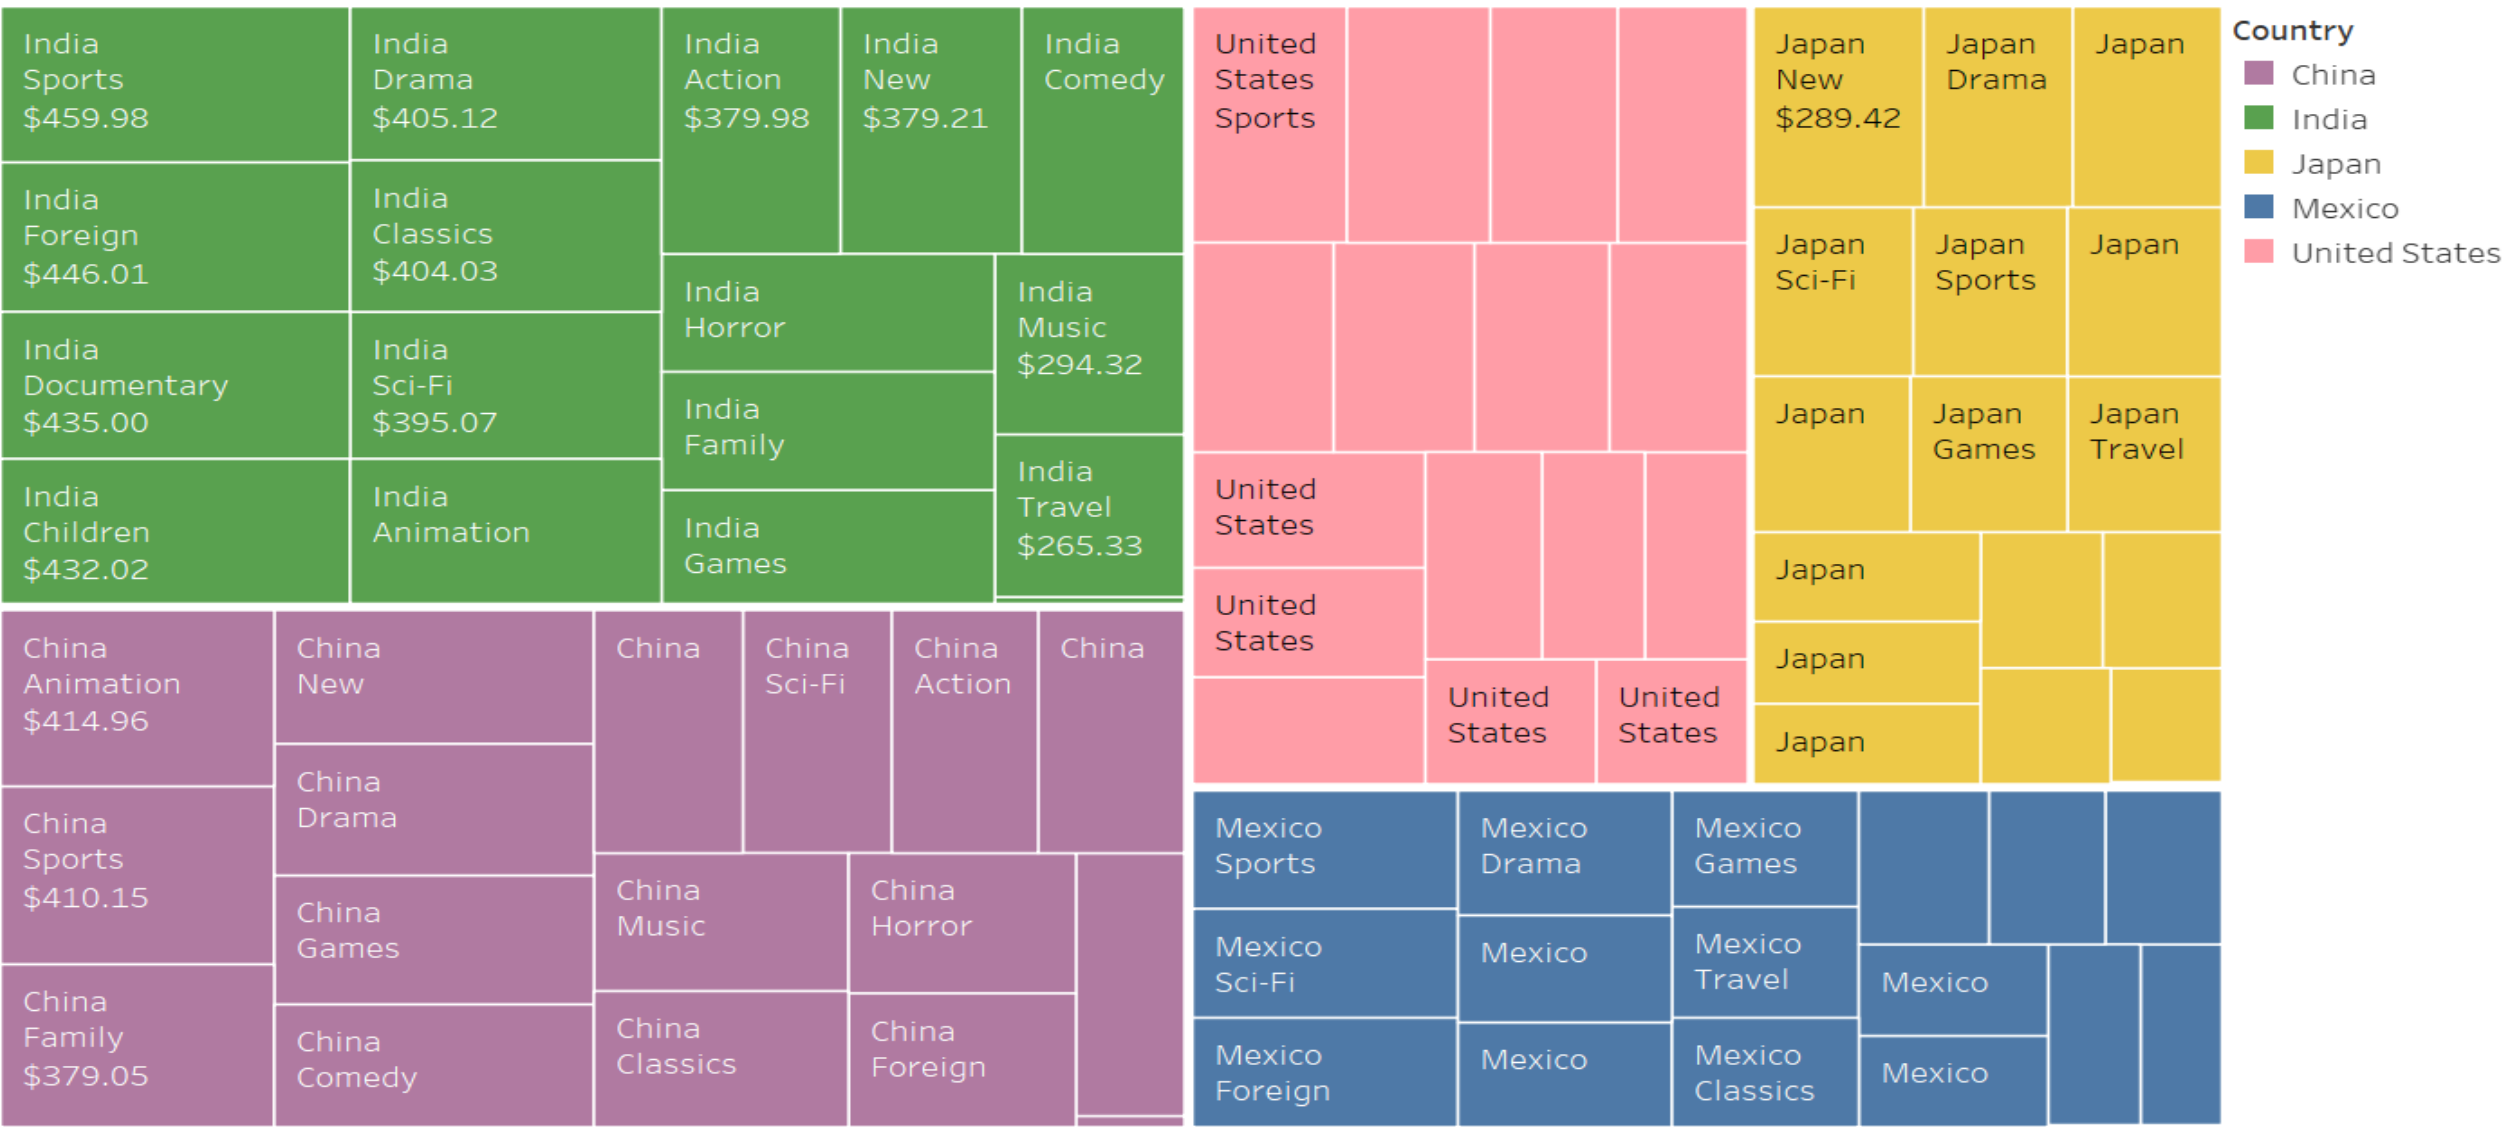 India
Sports
$459.98
India
Foreign
$446.01
India
Documentary
$435.00
India
Children
$432.02
India
Drama
$405.12
India
Classics
$404.03
India
Sci-Fi
$395.07
India
Animation
India
Action
$379.98
India
New
$379.21
India
Comedy
India
Horror
India
Family
India
Games
India
Music
$294.32
India
Travel
$265.33
China
Animation
$414.96
China
Sports
$410.15
China
Family
$379.05
China
New
China
Drama
China
Games
China
Comedy
China
China
Sci-Fi
China
Action
China
China
Music
China
Classics
China
Horror
China
Foreign
United
States
Sports
United
States
United
States
United
States
United
States
Japan
New
$289.42
Japan
Drama
Japan
Japan
Sci-Fi
Japan
Sports
Japan
Japan
Japan
Games
Japan
Travel
Japan
Japan
Japan
Mexico
Sports
Mexico
Sci-Fi
Mexico
Foreign
Mexico
Drama
Mexico
Mexico
Mexico
Games
Mexico
Travel
Mexico
Classics
Mexico
Mexico
Country
China
India
Japan
Mexico
United States